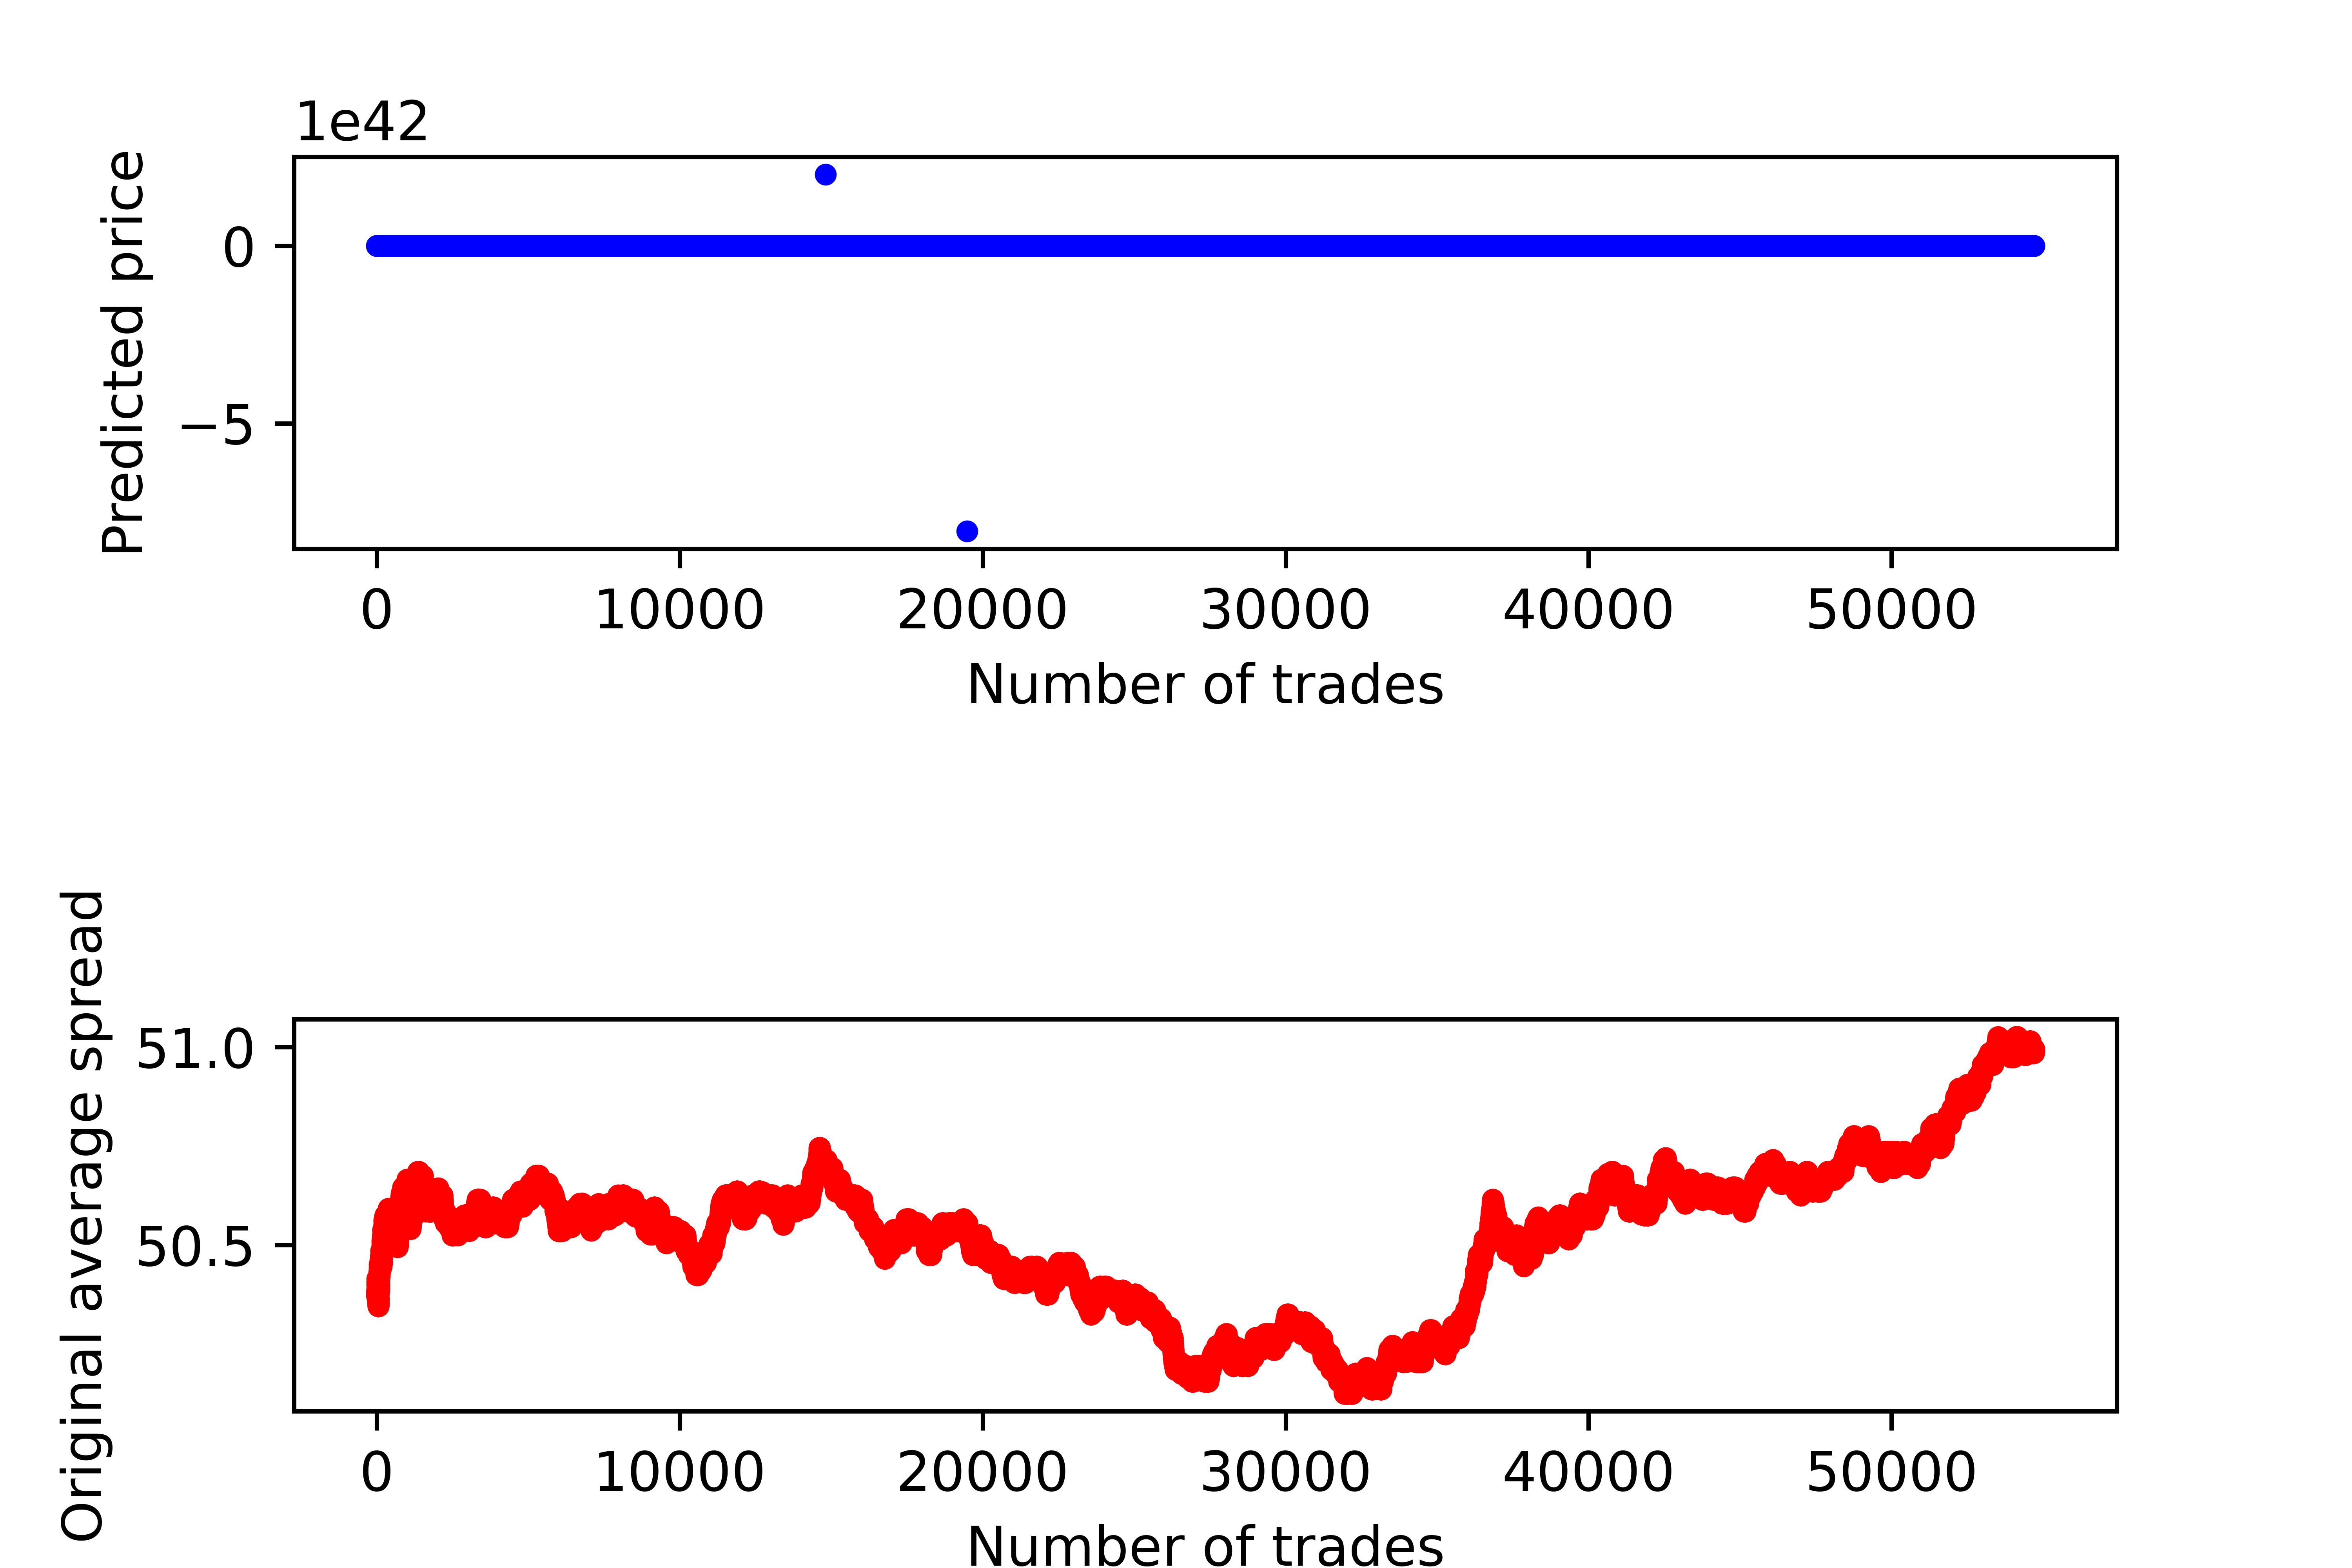 1e42
Predicted price
0
−5
0 10000 20000 30000 40000 50000
Number of trades
Original average spread
51.0
50.5
0 10000 20000 30000 40000 50000
Number of trades